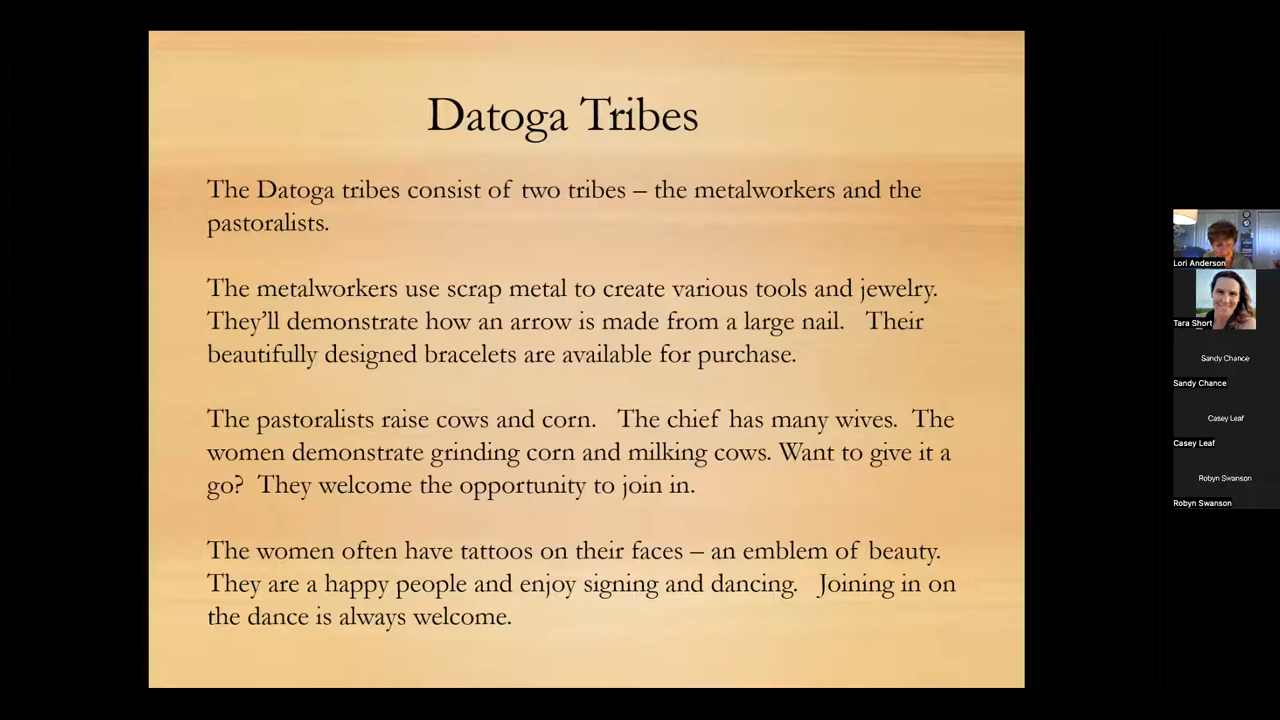 Datoga Tribes
The Datoga tribes consist of two tribes – the metalworkers and the
pastoralists.
The metalworkers use scrap metal to create various tools and jewelry.
They’ll demonstrate how an arrow is made from a large nail. Their
beautifully designed bracelets are available for purchase.
The pastoralists raise cows and corn. The chief has many wives. The
women demonstrate grinding corn and milking cows. Want to give it a
go? They welcome the opportunity to join in.
The women often have tattoos on their faces – an emblem of beauty.
They are a happy people and enjoy signing and dancing. Joining in on
the dance is always welcome.
Lori Anderson
Tara Short
Sandy Chance
Sandy Chance
Casey Leaf
Casey Leaf
Robyn Swanson
Robyn Swanson